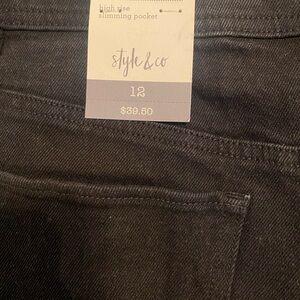 high rise
slimming pocket
style&co
12
$39.50